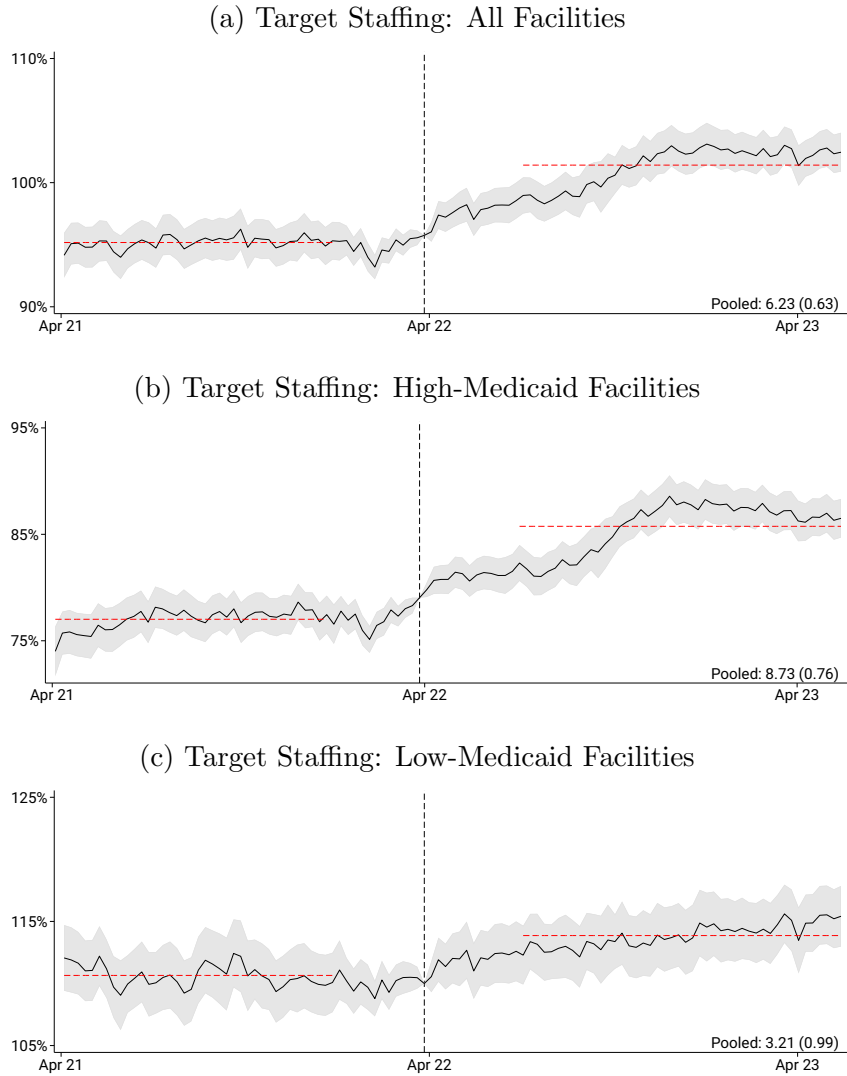 (a) Target Staffing: All Facilities
110%
100%
90%
Pooled: 6.23 (0.63)
Apr 21
Apr 22
Apr 23
(b) Target Staffing: High-Medicaid Facilities
95%
85%
75%
Pooled: 8.73 (0.76)
Apr 21
Apr 22
Apr 23
(c) Target Staffing: Low-Medicaid Facilities
125%
115%
105%
Pooled: 3.21 (0.99)
Apr 21
Apr 22
Apr 23